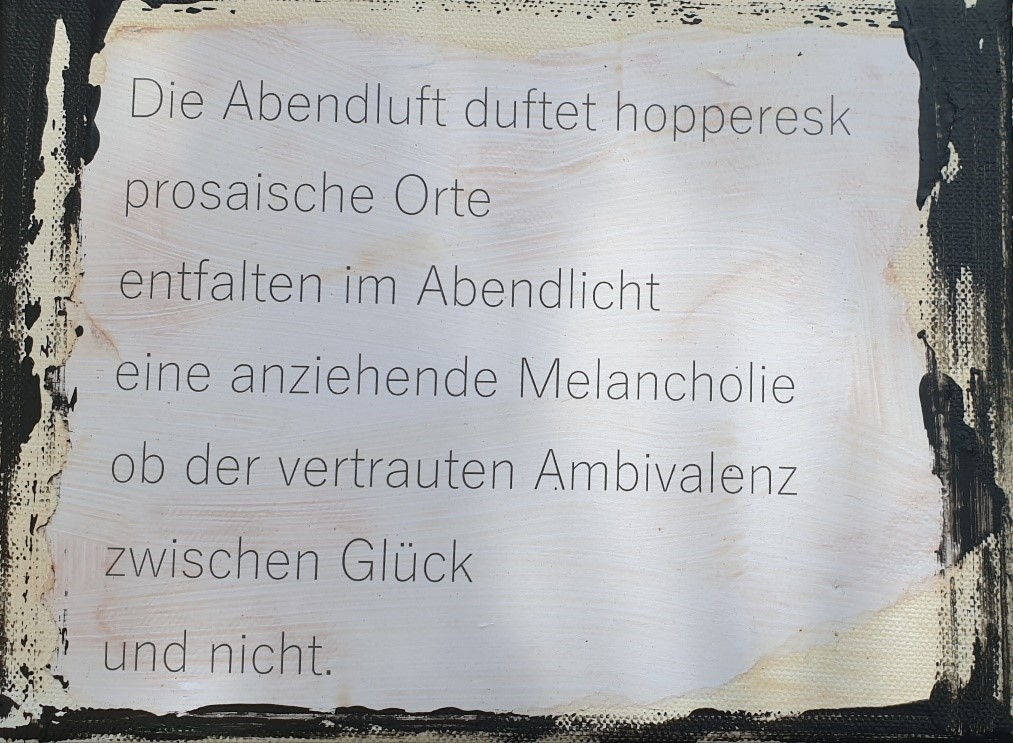 Die Abendluft duftet hopperesk
prosaische Orte
entfalten im Abendlicht
eine anziehende Melancholie
ob der vertrauten Ambivalenz
zwischen Glück
und nicht.